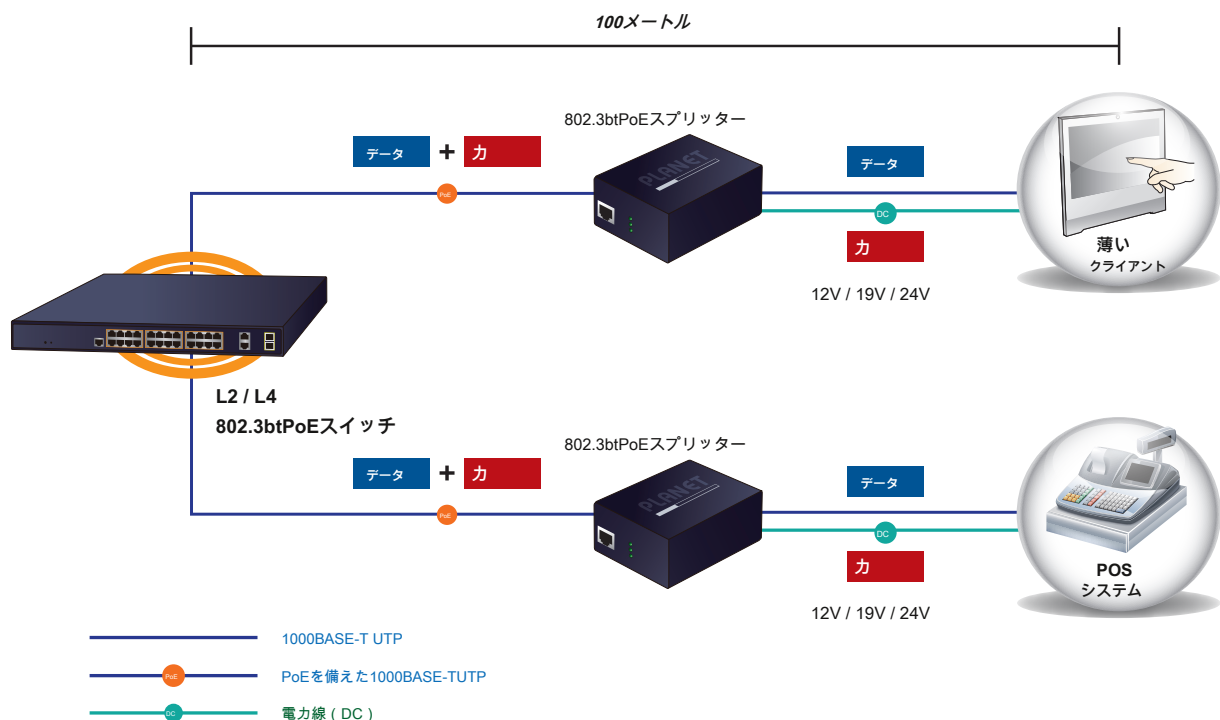 100メートル
802.3btPoEスプリッター
データ + 力
データ
PLANET
PoE
DC
力
薄い
クライアント
12V / 19V / 24V
L2 / L4
802.3btPoEスイッチ
802.3btPoEスプリッター
データ + 力
データ
PLANET
PoE
DC
力
POS
システム
12V / 19V / 24V
1000BASE-T UTP
PoE
PoEを備えた1000BASE-TUTP
DC
電力線（DC）